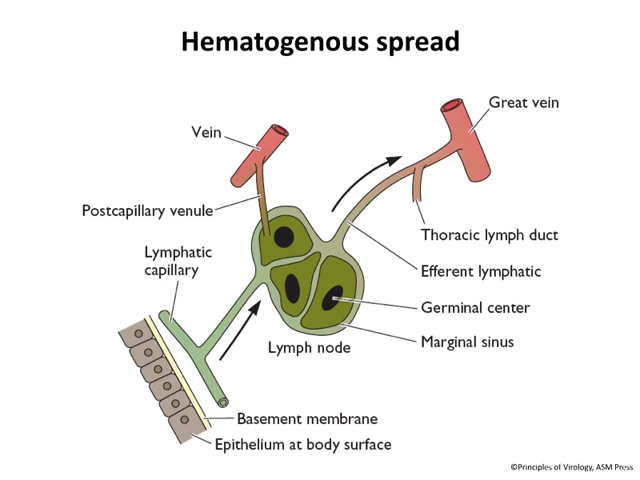 Hematogenous spread
Great vein
Vein
Postcapillary venule
Thoracic lymph duct
Lymphatic
capillary
Efferent lymphatic
Germinal center
Marginal sinus
Lymph node
Basement membrane
Epithelium at body surface
©Principles of Virology, ASM Press